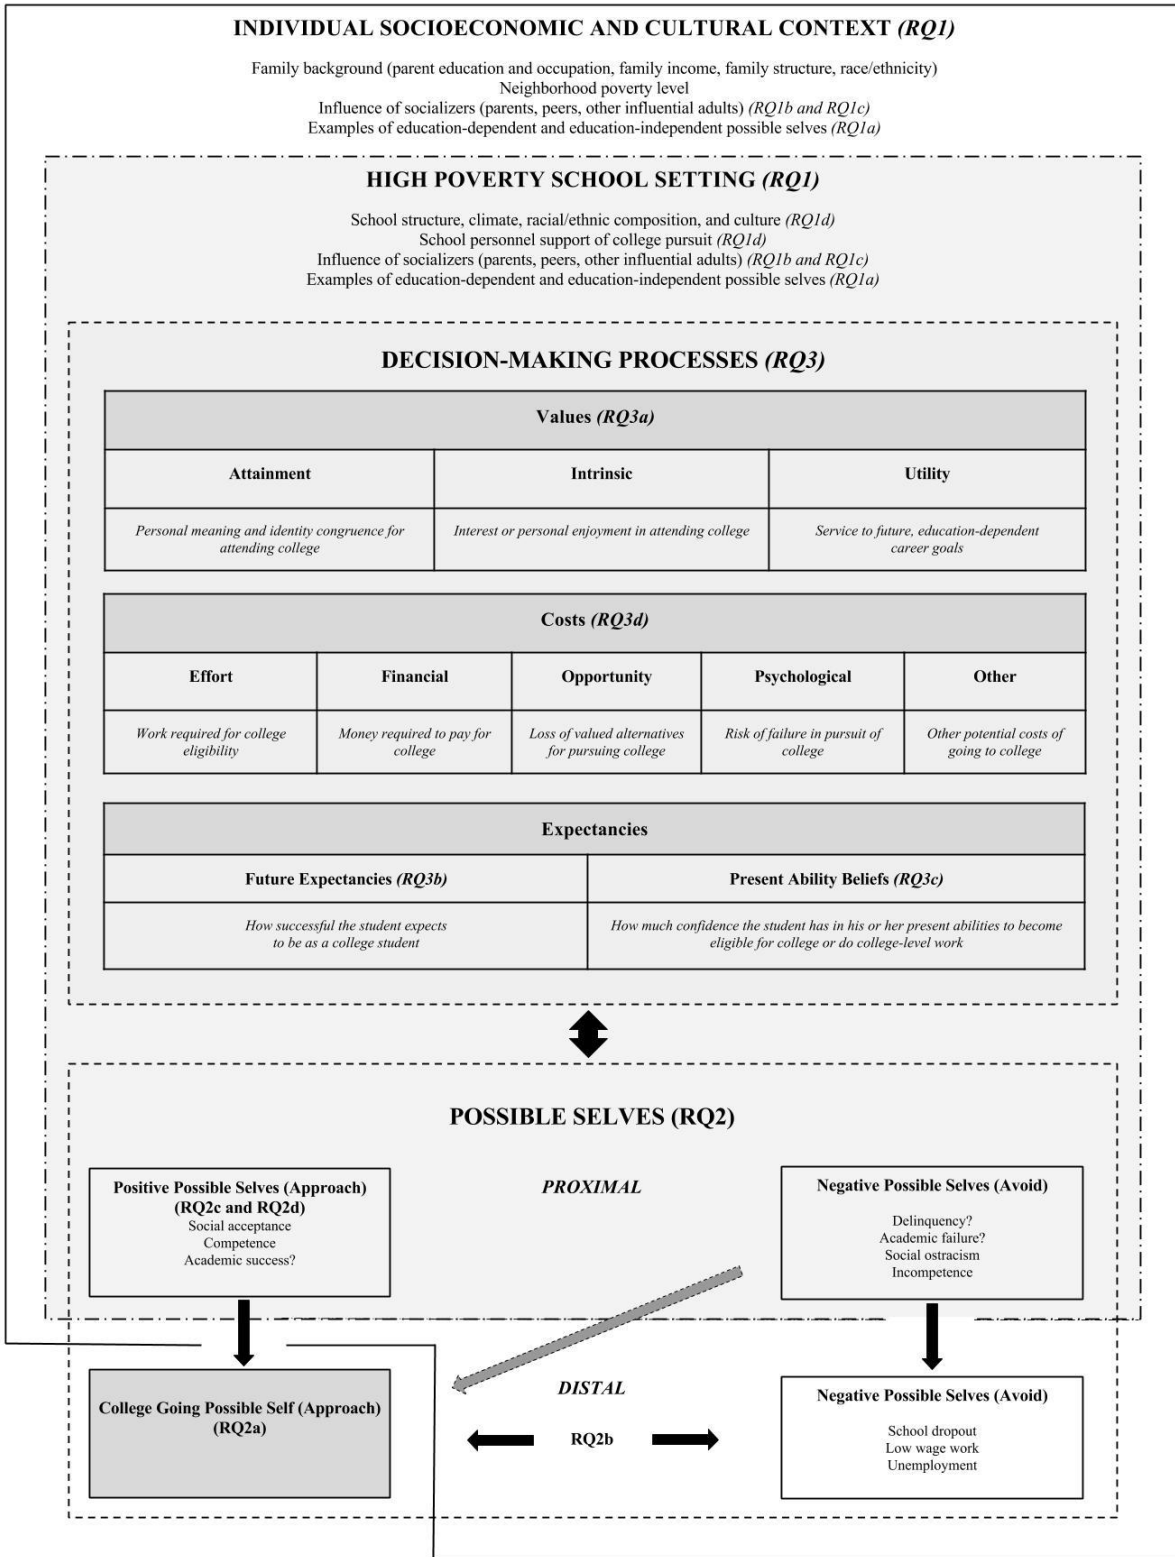 INDIVIDUAL SOCIOECONOMIC AND CULTURAL CONTEXT (RQ1)
Family background (parent education and occupation, family income, family structure, race/ethnicity)
Neighborhood poverty level
Influence of socializers (parents, peers, other influential adults) (RQ1b and RQ1c)
Examples of education-dependent and education-independent possible selves (RQ1a)
HIGH POVERTY SCHOOL SETTING (RQ1)
School structure, climate, racial/ethnic composition, and culture (RQ1d)
School personnel support of college pursuit (RQ1d)
Influence of socializers (parents, peers, other influential adults) (RQ1b and RQ1c)
Examples of education-dependent and education-independent possible selves (RQ1a)
DECISION-MAKING PROCESSES (RQ3)
Values (RQ3a)
Attainment
Intrinsic
Utility
Personal meaning and identity congruence for
attending college
Interest or personal enjoyment in attending college
Service to future, education-dependent
career goals
Costs (RQ3d)
Effort
Financial
Opportunity
Psychological
Other
Work required for college
eligibility
Money required to pay for
college
Loss of valued alternatives
for pursuing college
Risk of failure in pursuit of
college
Other potential costs of
going to college
Expectancies
Future Expectancies (RQ3b)
Present Ability Beliefs (RQ3c)
How successful the student expects
to be as a college student
How much confidence the student has in his or her present abilities to become
eligible for college or do college-level work
POSSIBLE SELVES (RQ2)
Positive Possible Selves (Approach)
(RQ2c and RQ2d)
Social acceptance
Competence
Academic success?
PROXIMAL
Negative Possible Selves (Avoid)
Delinquency?
Academic failure?
Social ostracism
Incompetence
College Going Possible Self (Approach)
(RQ2a)
DISTAL
RQ2b
Negative Possible Selves (Avoid)
School dropout
Low wage work
Unemployment